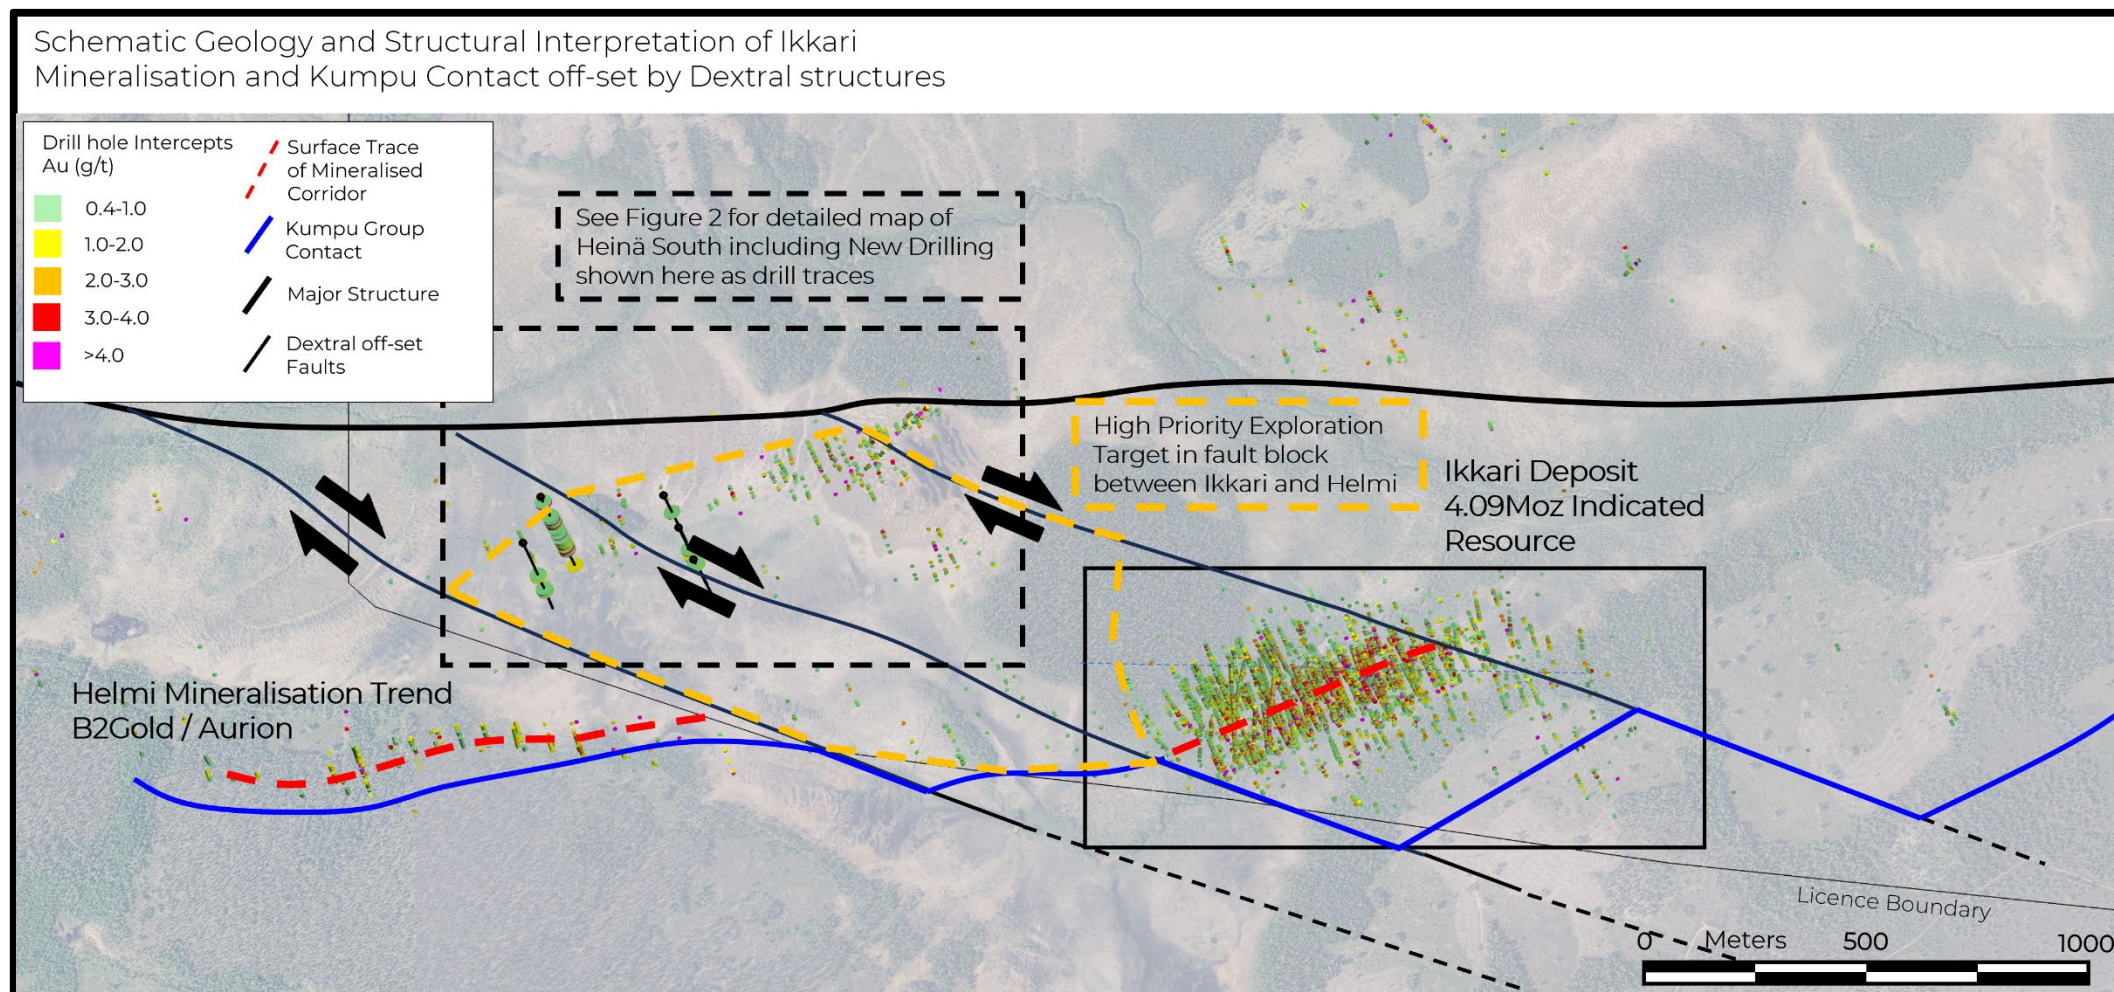 Schematic Geology and Structural Interpretation of Ikkari
Mineralisation and Kumpu Contact off-set by Dextral structures
Drill hole Intercepts
Au (g/t)
0.4-1.0
1.0-2.0
2.0-3.0
3.0-4.0
>4.0
Surface Trace
of Mineralised
Corridor
Kumpu Group
Contact
Major Structure
Dextral off-set
Faults
See Figure 2 for detailed map of
Heinä South including New Drilling
shown here as drill traces
High Priority Exploration
Target in fault block
between Ikkari and Helmi
Ikkari Deposit
4.09Moz Indicated
Resource
Helmi Mineralisation Trend
B2Gold / Aurion
Licence Boundary
0 Meters 500 1000